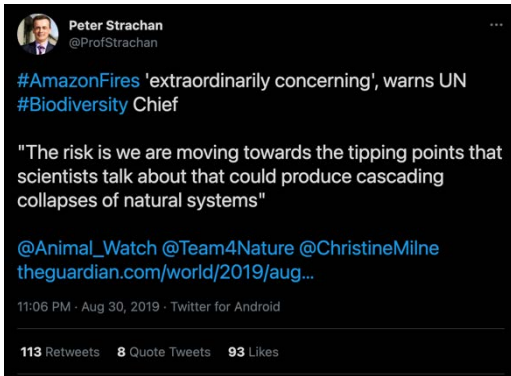 Peter Strachan
@ProfStrachan
#AmazonFires 'extraordinarily concerning', warns UN
#Biodiversity Chief
"The risk is we are moving towards the tipping points that
scientists talk about that could produce cascading
collapses of natural systems"
@Animal_Watch @Team4Nature @ChristineMilne
theguardian.com/world/2019/aug...
11:06 PM · Aug 30, 2019 · Twitter for Android
113 Retweets 8 Quote Tweets 93 Likes